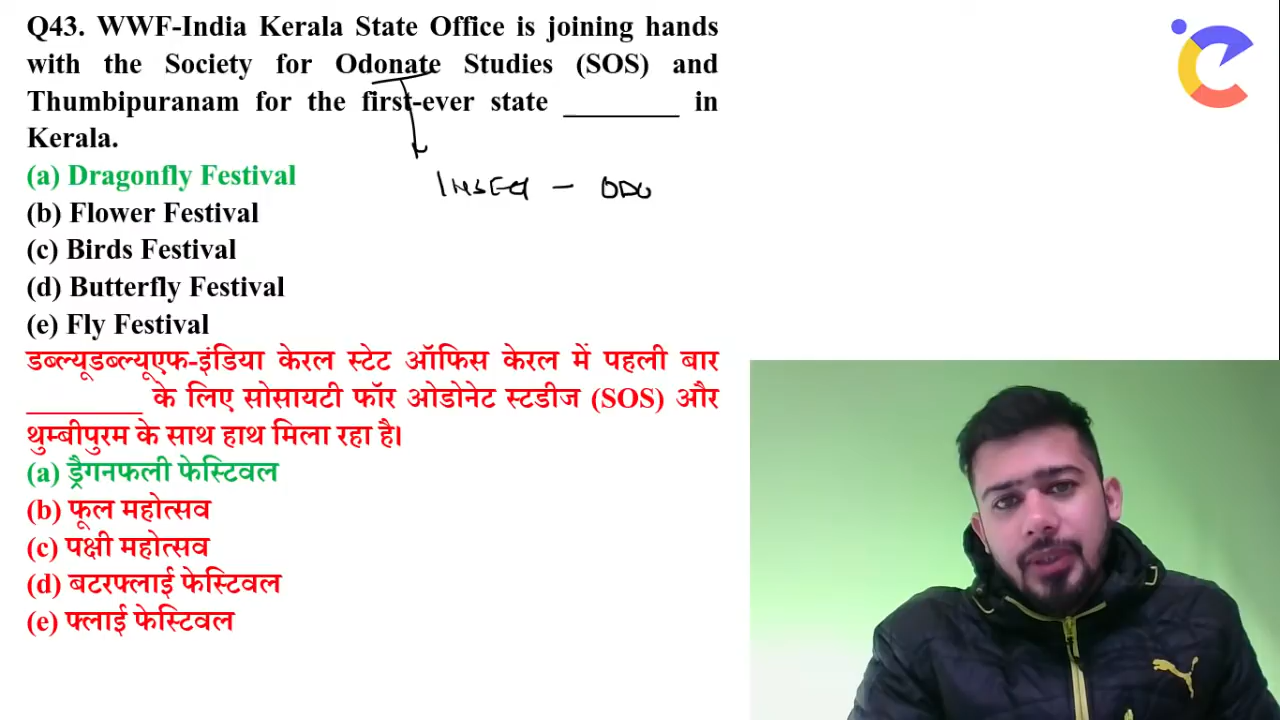 Q43. WWF-India Kerala State Office is joining hands
with the Society for Odonate Studies (SOS) and
Thumbipuranam for the first-ever state ________ in
Kerala.
(a) Dragonfly Festival
(b) Flower Festival
(c) Birds Festival
(d) Butterfly Festival
(e) Fly Festival
डब्ल्यूडब्ल्यूएफ-इंडिया केरल स्टेट ऑफिस केरल में पहली बार
________ के लिए सोसायटी फॉर ओडोनेट स्टडीज (SOS) और
थुम्बीपुरम के साथ हाथ मिला रहा है।
(a) ड्रैगनफली फेस्टिवल
(b) फूल महोत्सव
(c) पक्षी महोत्सव
(d) बटरफ्लाई फेस्टिवल
(e) फ्लाई फेस्टिवल
— ODO
PUMA